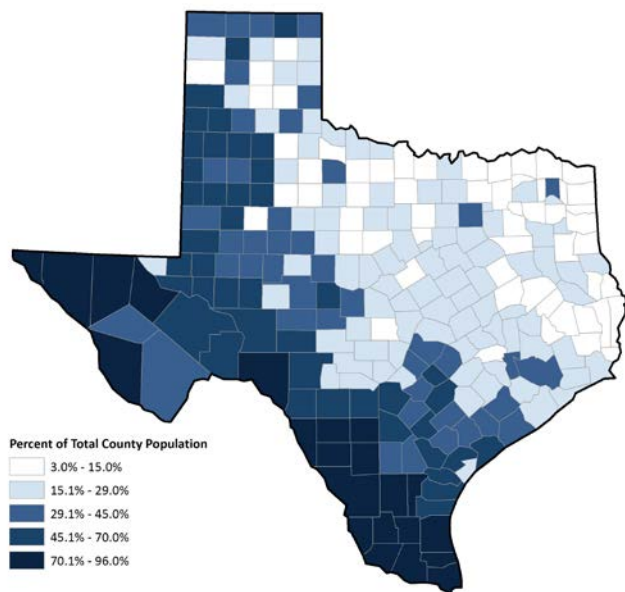 Percent of Total County Population
3.0% - 15.0%
15.1% - 29.0%
29.1% - 45.0%
45.1% - 70.0%
70.1% - 96.0%